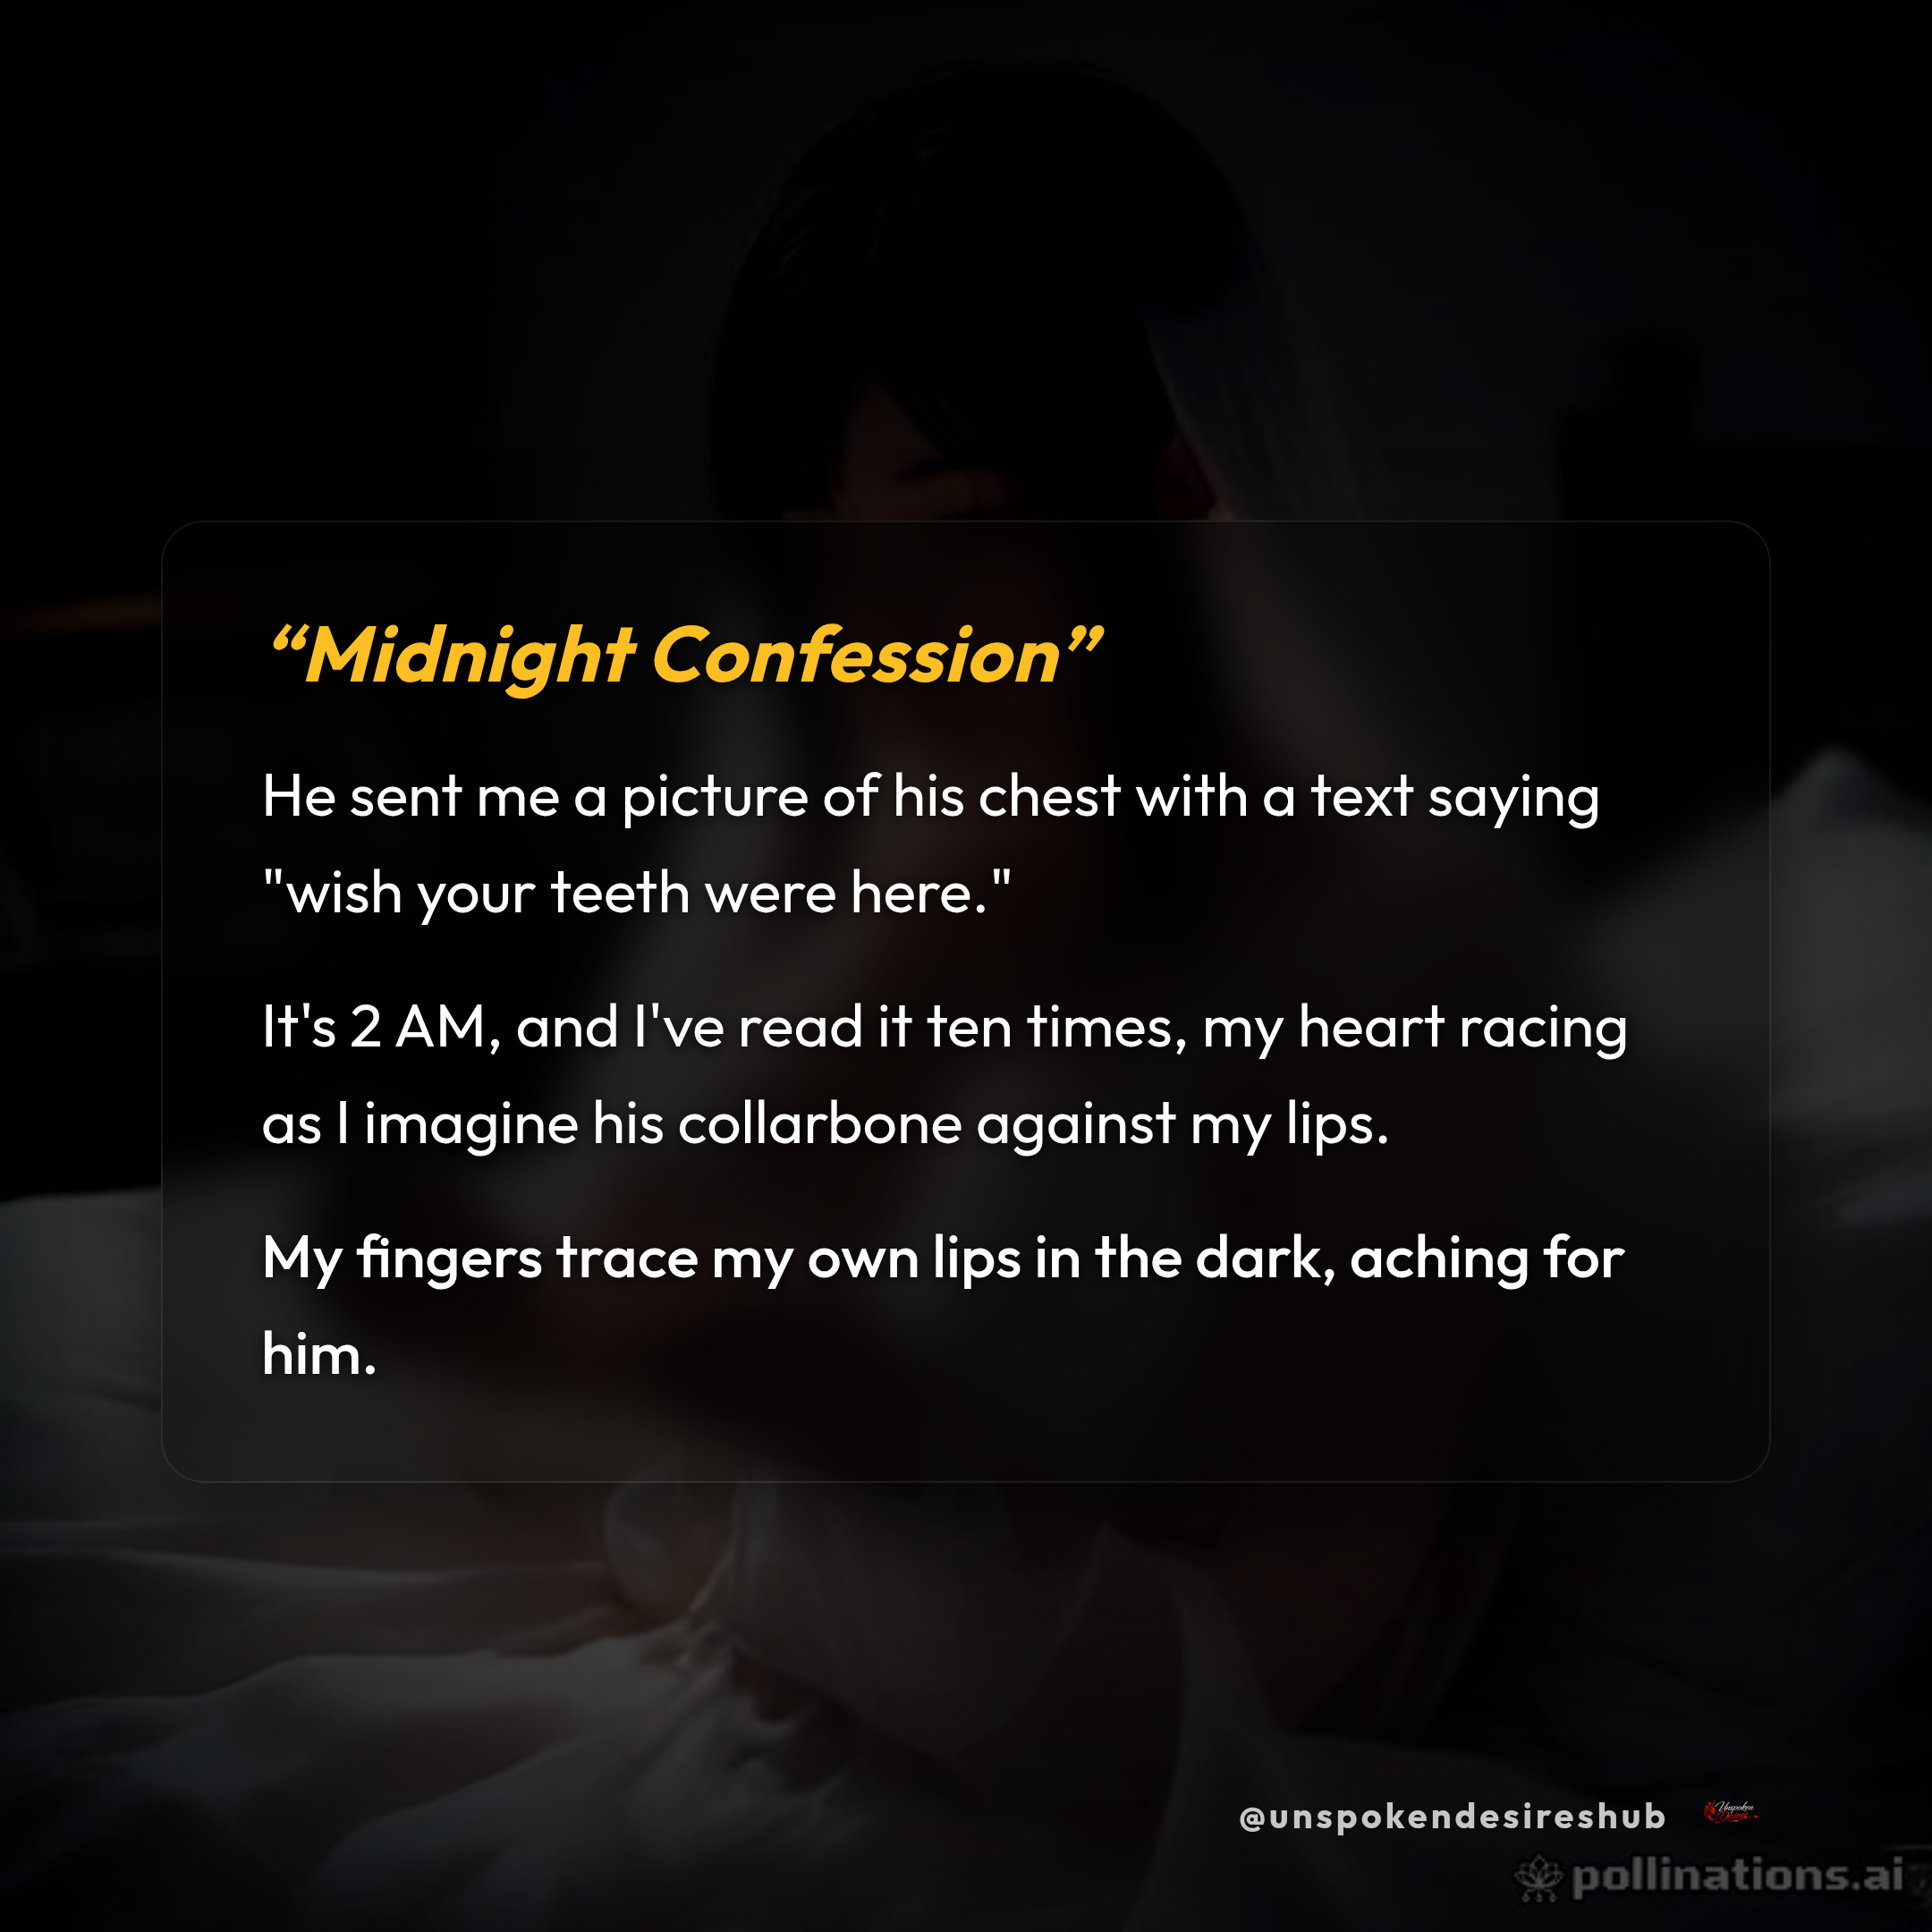 “Midnight Confession”
He sent me a picture of his chest with a text saying
"wish your teeth were here."
It's 2 AM, and I've read it ten times, my heart racing
as I imagine his collarbone against my lips.
My fingers trace my own lips in the dark, aching for
him.
@unspokendesireshub
Unspoken
Desires
pollinations.ai